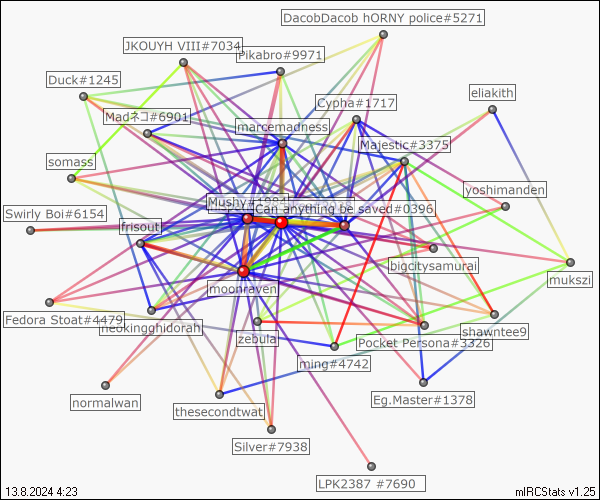 DacobDacob hORNY police#5271
JKOUYH VIII#7034
Pikabro#9971
Duck#1245
eliakith
Cypha#1717
Madネコ#6901
marcemadness
Majestic#3375
somass
yoshimanden
Mushy#1984
Can anything be saved#0396
Swirly Boi#6154
frisout
bigcitysamurai
mukszi
moonraven
Fedora Stoat#4479
neokingghidorah
shawntee9
zebula
Pocket Persona#3326
ming#4742
Eg.Master#1378
normalwan
thesecondtwat
Silver#7938
LPK2387 #7690
13.8.2024 4:23
mIRCStats v1.25